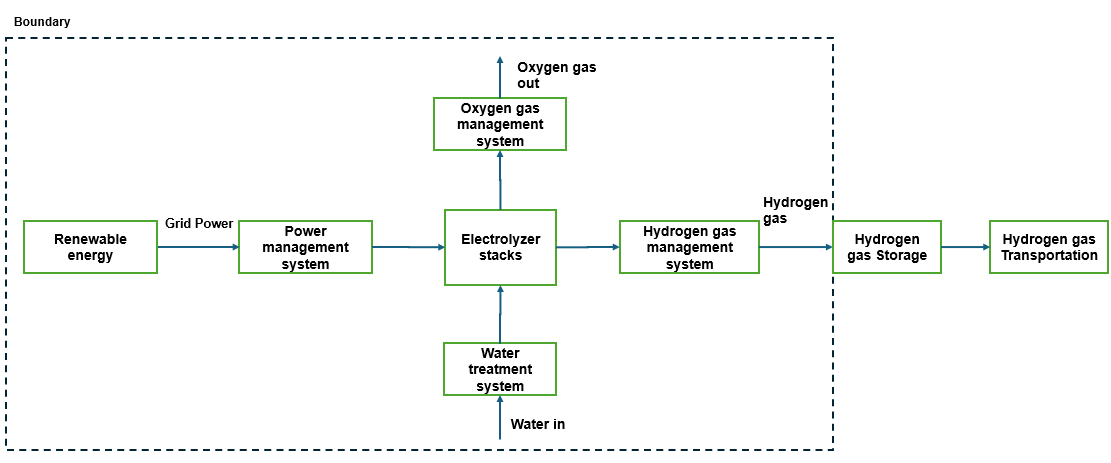 Boundary
Oxygen gas
out
Oxygen gas
management
system
Renewable
energy
Grid Power
Power
management
system
Electrolyzer
stacks
Hydrogen gas
management
system
Hydrogen
gas
Hydrogen
gas Storage
Hydrogen gas
Transportation
Water
treatment
system
Water in